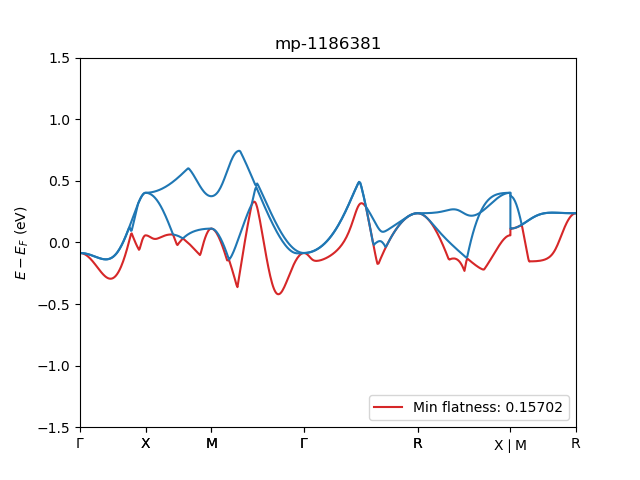 mp-1186381
E − E_F (eV)
1.5
1.0
0.5
0.0
−0.5
−1.0
−1.5
Min flatness: 0.15702
Γ X M Γ R X | M R